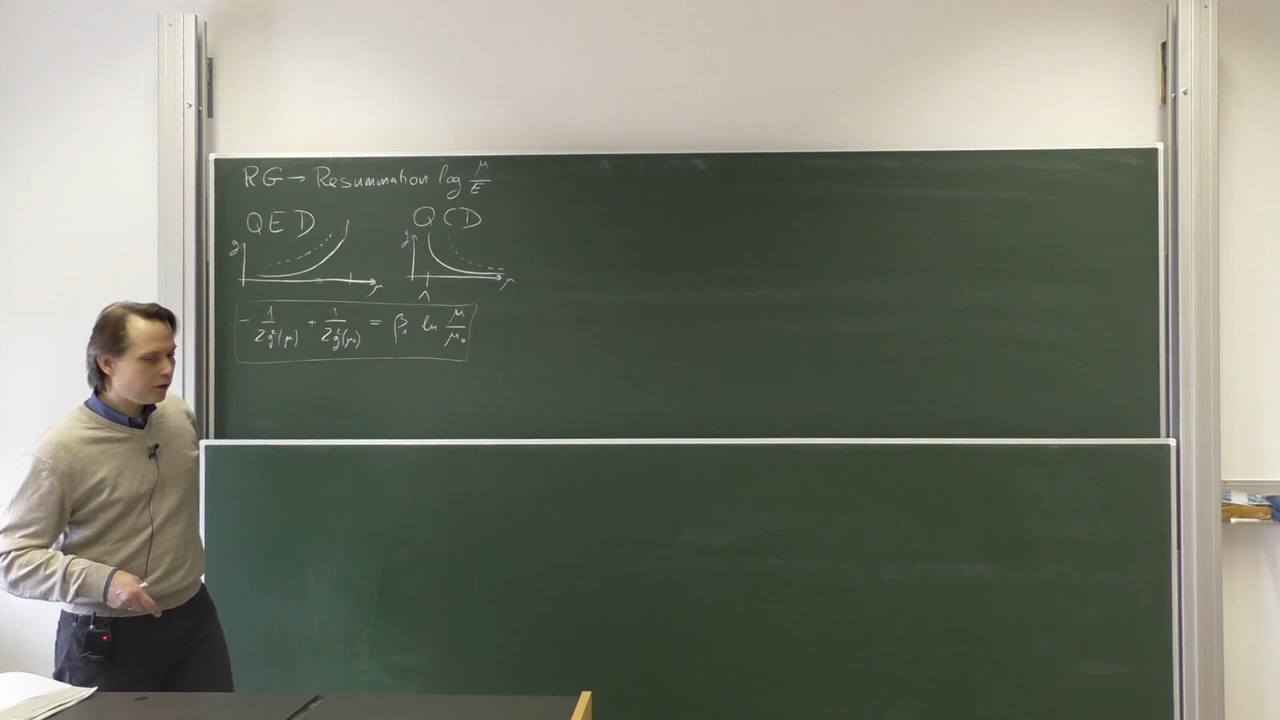 RG → Resummation log μ/E
QED QCD
g μ g μ
Λ
- 1/2g²(μ) + 1/2g²(μ₀) = β₁ ln μ/μ₀